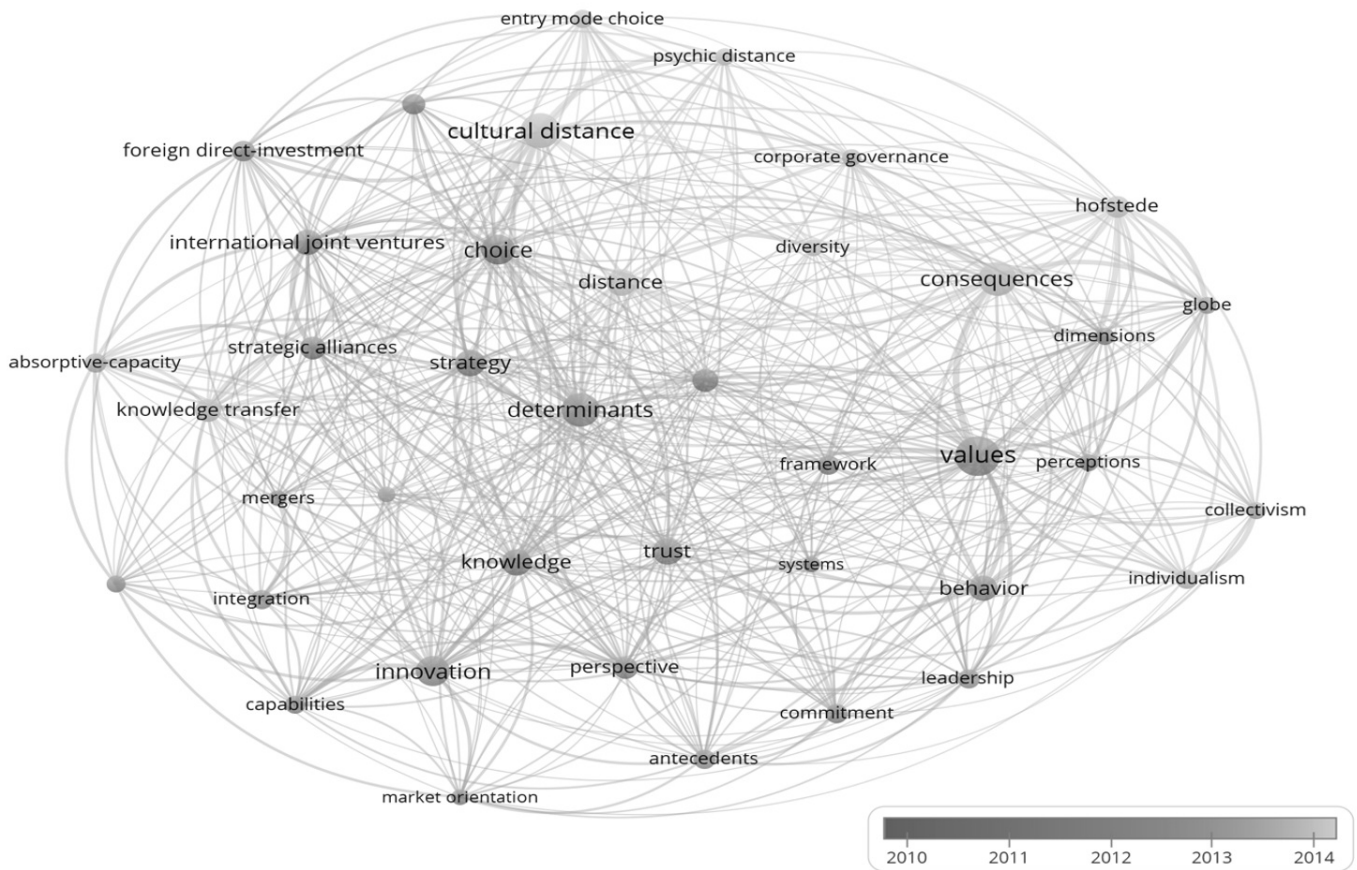 entry mode choice
psychic distance
cultural distance
foreign direct-investment
corporate governance
hofstede
international joint ventures
choice
diversity
distance
consequences
globe
dimensions
absorptive-capacity
strategic alliances
strategy
knowledge transfer
determinants
values
framework
perceptions
mergers
collectivism
knowledge
trust
systems
individualism
behavior
integration
innovation
perspective
leadership
capabilities
commitment
antecedents
market orientation
2010 2011 2012 2013 2014